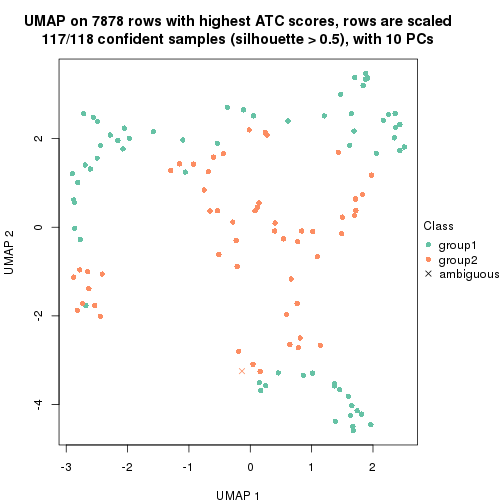 UMAP on 7878 rows with highest ATC scores, rows are scaled
117/118 confident samples (silhouette > 0.5), with 10 PCs
2
0
-2
-4
UMAP 2
-3 -2 -1 0 1 2
UMAP 1
Class
group1
group2
ambiguous